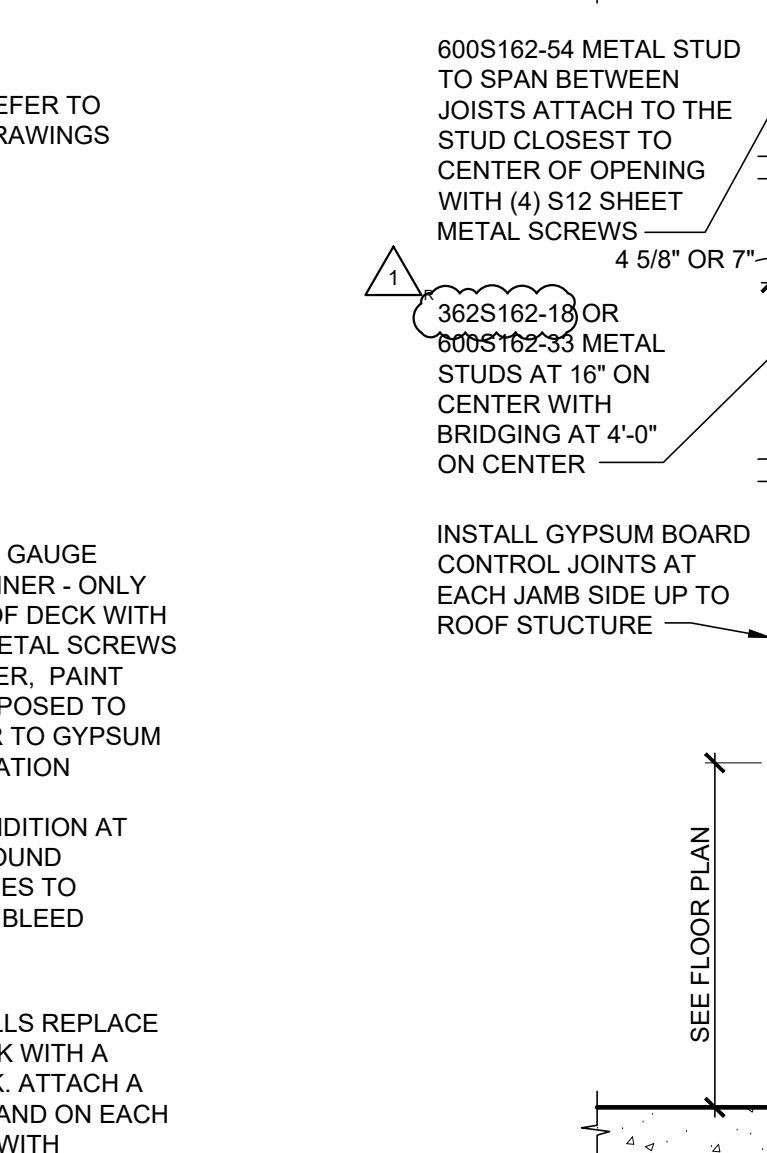 EFER TO
RAWINGS
GAUGE
NER - ONLY
OF DECK WITH
ETAL SCREWS
ER, PAINT
POSED TO
R TO GYPSUM
ATION
NDITION AT
OUND
ES TO
BLEED
LLS REPLACE
K WITH A
K. ATTACH A
AND ON EACH
WITH
600S162-54 METAL STUD
TO SPAN BETWEEN
JOISTS ATTACH TO THE
STUD CLOSEST TO
CENTER OF OPENING
WITH (4) S12 SHEET
METAL SCREWS
4 5/8" OR 7"
1
R
362S162-18 OR
600S162-33 METAL
STUDS AT 16" ON
CENTER WITH
BRIDGING AT 4'-0"
ON CENTER
INSTALL GYPSUM BOARD
CONTROL JOINTS AT
EACH JAMB SIDE UP TO
ROOF STUCTURE
SEE FLOOR PLAN